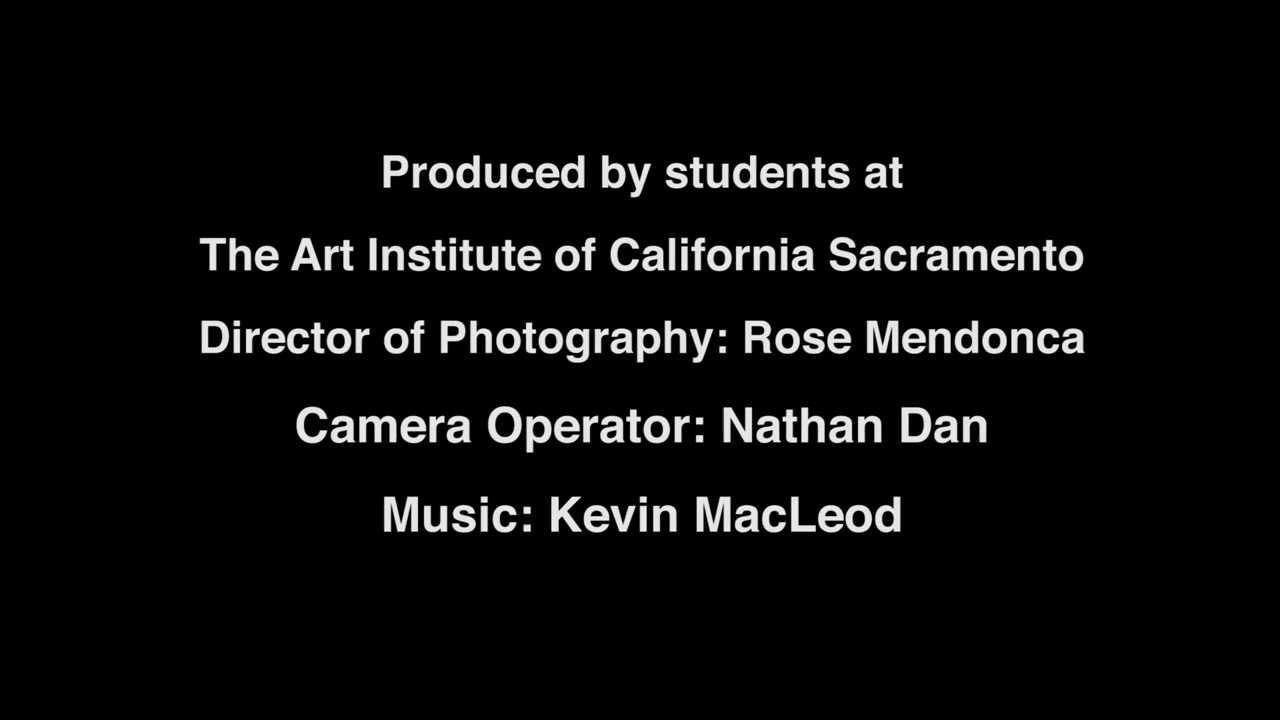 Produced by students at
The Art Institute of California Sacramento
Director of Photography: Rose Mendonca
Camera Operator: Nathan Dan
Music: Kevin MacLeod